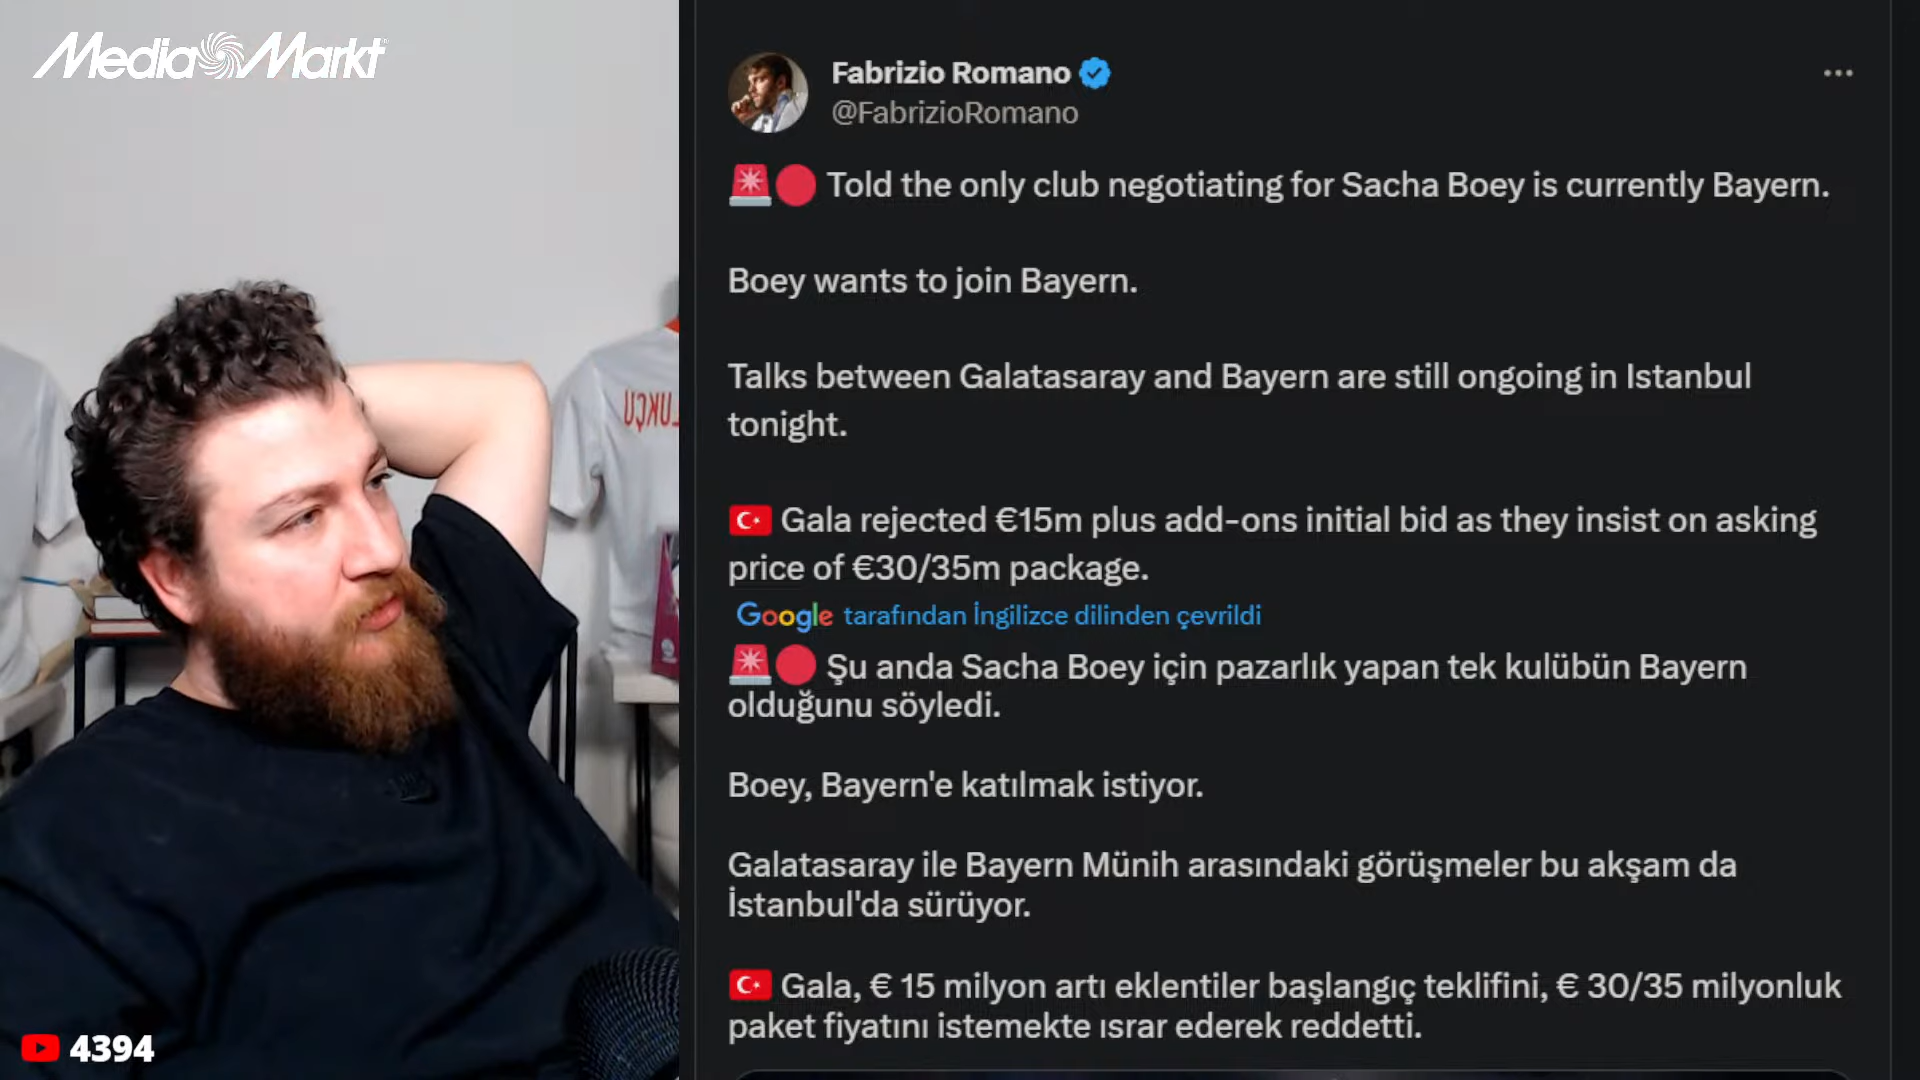 MediaMarkt
Fabrizio Romano
@FabrizioRomano
Told the only club negotiating for Sacha Boey is currently Bayern.
Boey wants to join Bayern.
Talks between Galatasaray and Bayern are still ongoing in Istanbul
tonight.
Gala rejected €15m plus add-ons initial bid as they insist on asking
price of €30/35m package.
Google tarafından İngilizce dilinden çevrildi
Şu anda Sacha Boey için pazarlık yapan tek kulübün Bayern
olduğunu söyledi.
Boey, Bayern'e katılmak istiyor.
Galatasaray ile Bayern Münih arasındaki görüşmeler bu akşam da
İstanbul'da sürüyor.
Gala, € 15 milyon artı eklentiler başlangıç teklifini, € 30/35 milyonluk
paket fiyatını istemekte ısrar ederek reddetti.
4394